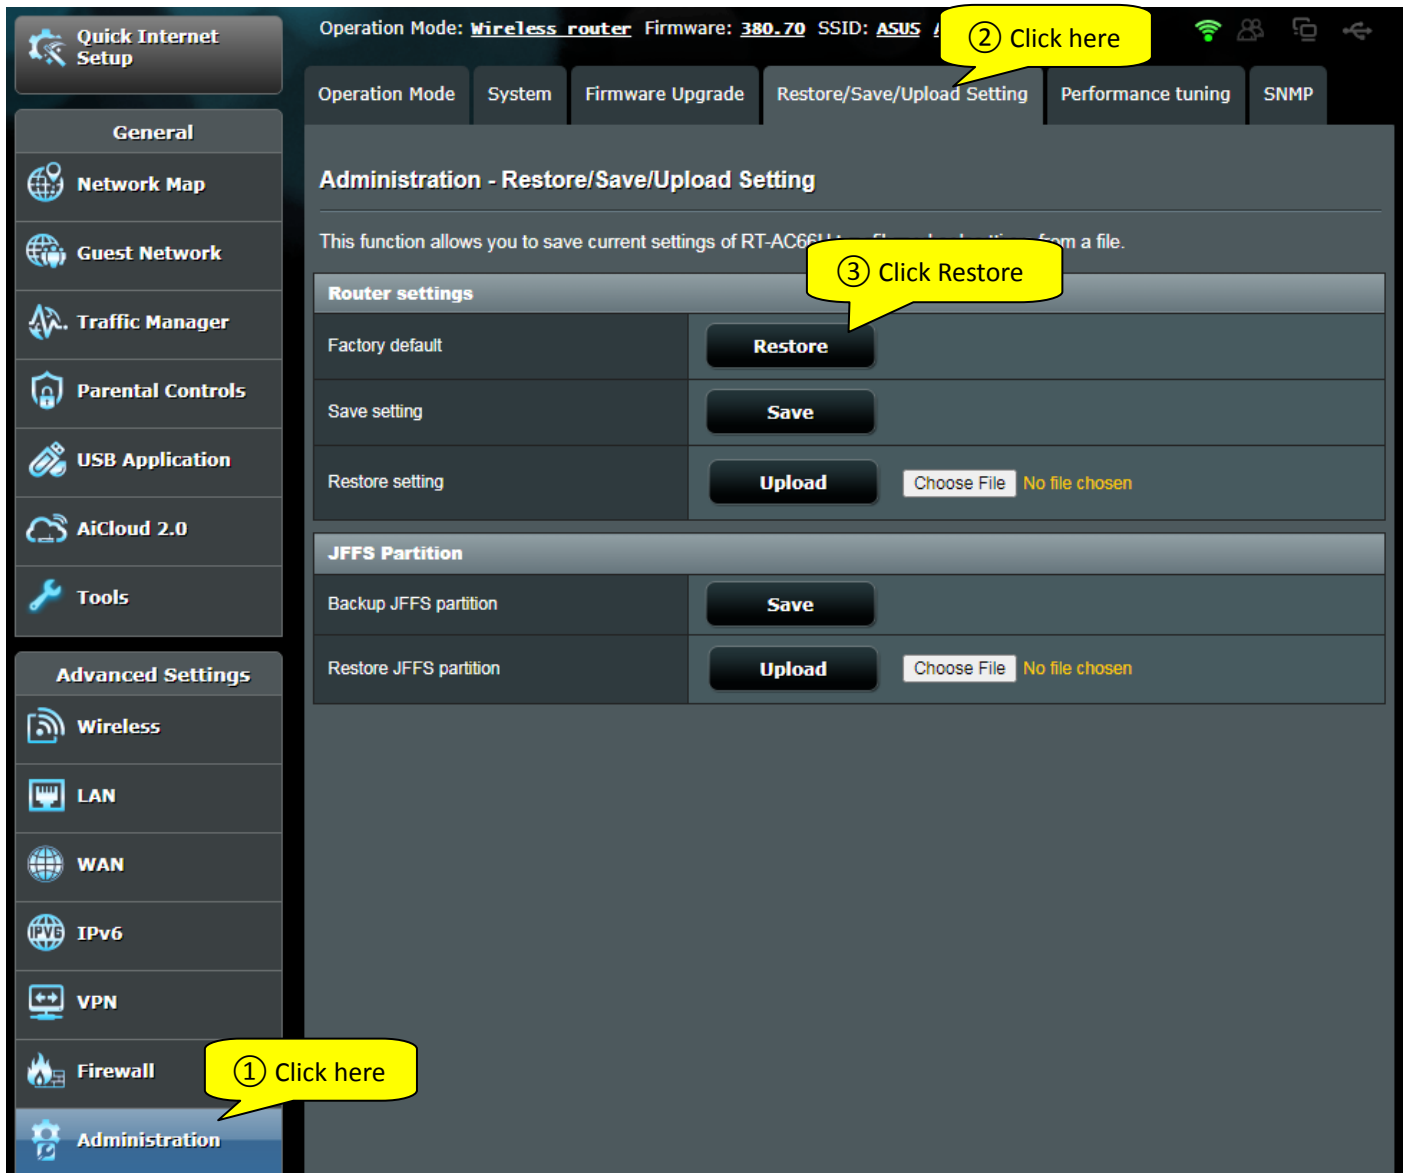 Quick Internet
Setup
General
Network Map
Guest Network
Traffic Manager
Parental Controls
USB Application
AiCloud 2.0
Tools
Advanced Settings
Wireless
LAN
WAN
IPv6
VPN
Firewall
Administration
① Click here
Operation Mode: Wireless router Firmware: 380.70 SSID: ASUS
② Click here
Operation Mode System Firmware Upgrade Restore/Save/Upload Setting Performance tuning SNMP
Administration - Restore/Save/Upload Setting
This function allows you to save current settings of from a file.
③ Click Restore
Router settings
Factory default Restore
Save setting Save
Restore setting Upload Choose File No file chosen
JFFS Partition
Backup JFFS partition Save
Restore JFFS partition Upload Choose File No file chosen